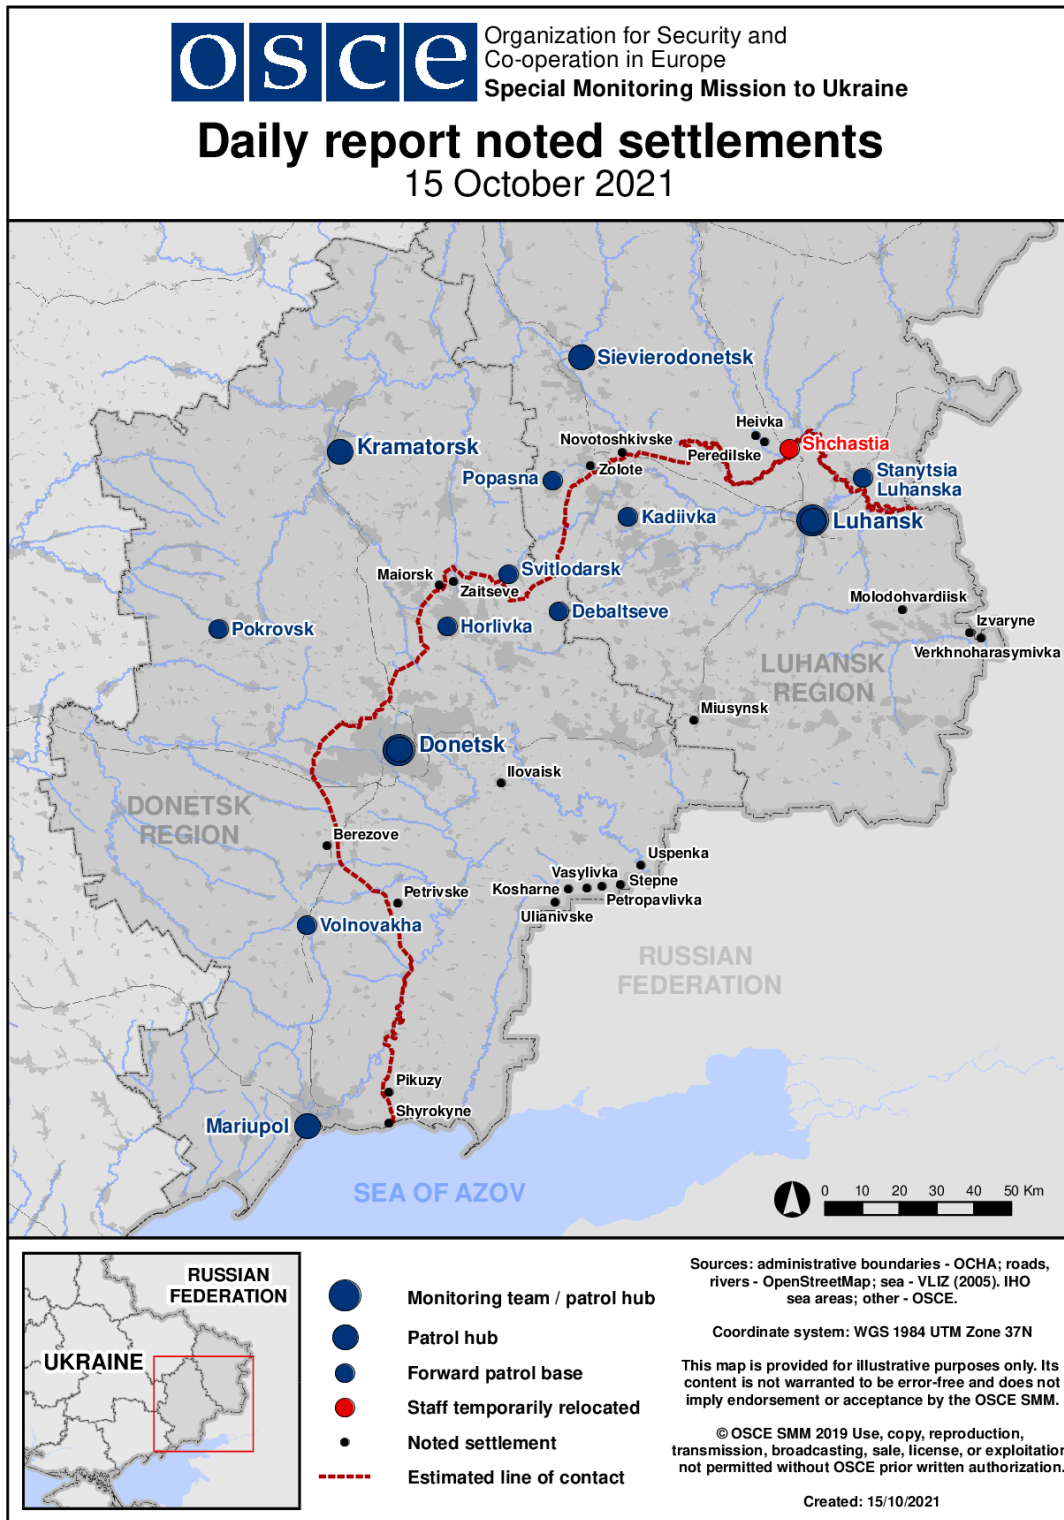 osce
Organization for Security and
Co-operation in Europe
Special Monitoring Mission to Ukraine
Daily report noted settlements
15 October 2021
Sievierodonetsk
Heivka
Kramatorsk
Novotoshkivske
Shchastia
Peredilske
Zolote
Popasna
Stanytsia
Luhanska
Kadiivka
Luhansk
Svitlodarsk
Maiorsk
Zaitseve
Molodohvardiisk
Debaltseve
Izvaryne
Pokrovsk
Horlivka
Verkhnoharasymivka
LUHANSK
REGION
Miusynsk
Donetsk
Ilovaisk
DONETSK
REGION
Berezove
Uspenka
Vasylivka
Stepne
Kosharne
Petrivske
Petropavlivka
Ulianivske
Volnovakha
RUSSIAN
FEDERATION
Pikuzy
Shyrokyne
Mariupol
SEA OF AZOV
0 10 20 30 40 50 Km
RUSSIAN
FEDERATION
UKRAINE
Monitoring team / patrol hub
Patrol hub
Forward patrol base
Staff temporarily relocated
Noted settlement
Estimated line of contact
Sources: administrative boundaries - OCHA; roads,
rivers - OpenStreetMap; sea - VLIZ (2005). IHO
sea areas; other - OSCE.
Coordinate system: WGS 1984 UTM Zone 37N
This map is provided for illustrative purposes only. Its
content is not warranted to be error-free and does not
imply endorsement or acceptance by the OSCE SMM.
© OSCE SMM 2019 Use, copy, reproduction,
transmission, broadcasting, sale, license, or exploitation
not permitted without OSCE prior written authorization.
Created: 15/10/2021